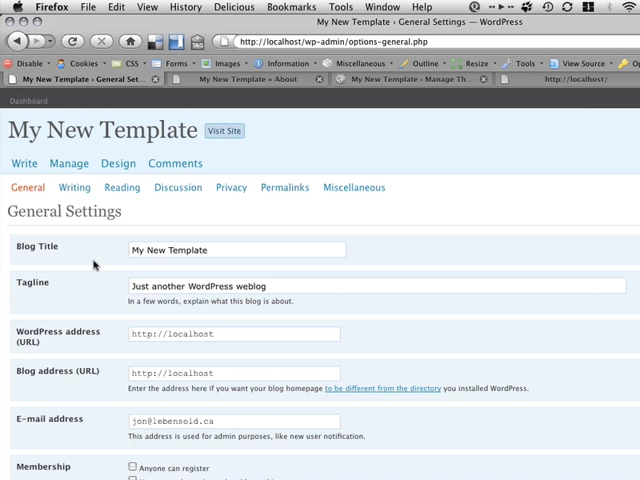 Firefox File Edit View History Delicious Bookmarks Tools Window Help
My New Template › General Settings — WordPress
http://localhost/wp-admin/options-general.php
Disable Cookies CSS Forms Images Information Miscellaneous Outline Resize Tools View Source
My New Template › General Set... My New Template » About My New Template › Manage Th... http://localhost/
Dashboard
My New Template Visit Site
Write Manage Design Comments
General Writing Reading Discussion Privacy Permalinks Miscellaneous
General Settings
Blog Title My New Template
Tagline Just another WordPress weblog
In a few words, explain what this blog is about.
WordPress address (URL) http://localhost
Blog address (URL) http://localhost
Enter the address here if you want your blog homepage to be different from the directory you installed WordPress.
E-mail address jon@lebensold.ca
This address is used for admin purposes, like new user notification.
Membership Anyone can register